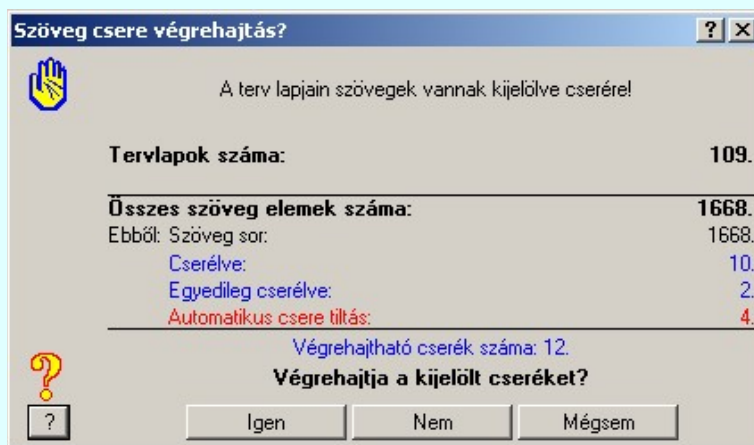 Szöveg csere végrehajtás?
A terv lapjain szövegek vannak kijelölve cserére!
Tervlapok száma: 109.
Összes szöveg elemek száma: 1668.
Ebből: Szöveg sor: 1668.
Cserélve: 10.
Egyedileg cserélve: 2.
Automatikus csere tiltás: 4.
Végrehajtható cserék száma: 12.
Végrehajtja a kijelölt cseréket?
? Igen Nem Mégsem